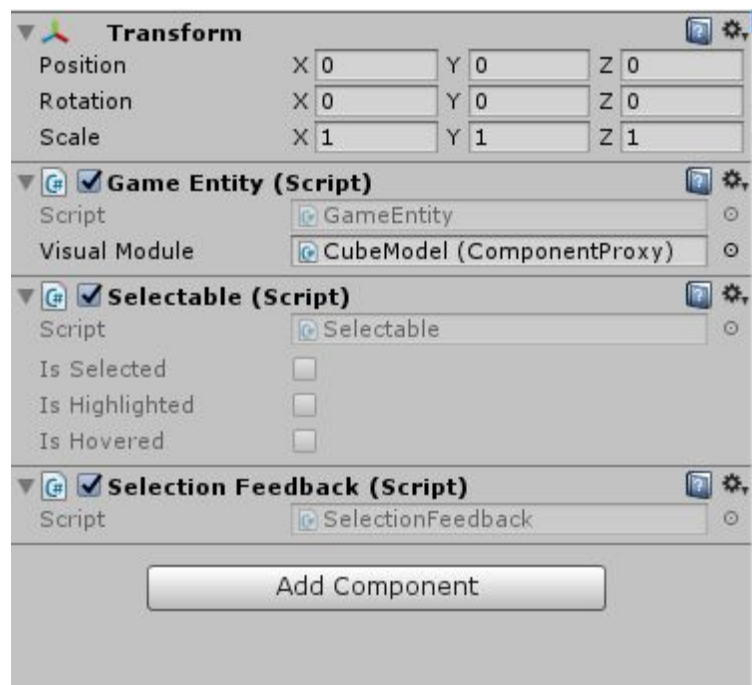 Transform
Position X 0 Y 0 Z 0
Rotation X 0 Y 0 Z 0
Scale X 1 Y 1 Z 1
Game Entity (Script)
Script GameEntity
Visual Module CubeModel (ComponentProxy)
Selectable (Script)
Script Selectable
Is Selected
Is Highlighted
Is Hovered
Selection Feedback (Script)
Script SelectionFeedback
Add Component